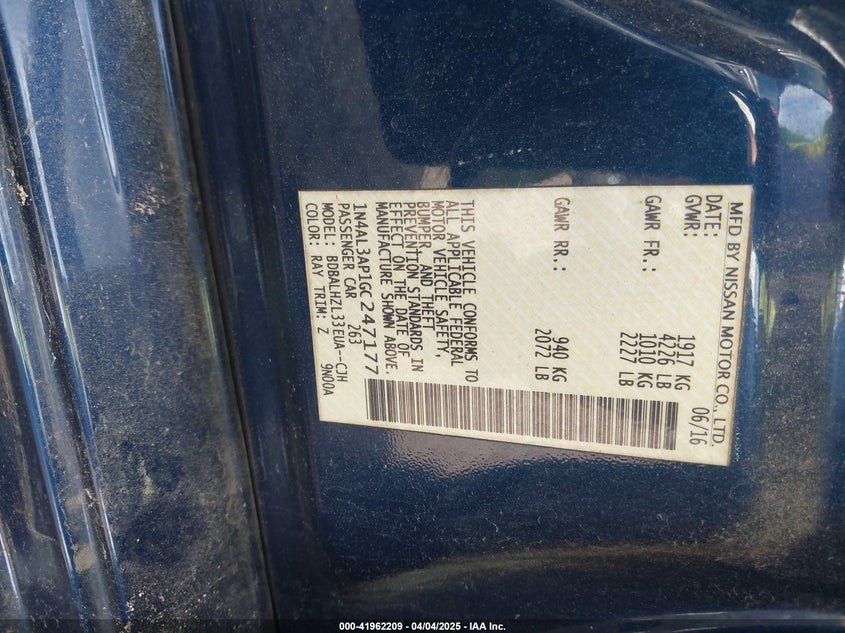 MFD BY NISSAN MOTOR CO., LTD.
DATE: 06/16
GVWR: 1917 KG
4226 LB
GAWR FR.: 1010 KG
2227 LB
GAWR RR.: 940 KG
2072 LB
THIS VEHICLE CONFORMS TO
ALL APPLICABLE FEDERAL
MOTOR VEHICLE SAFETY,
BUMPER, AND THEFT
PREVENTION STANDARDS IN
EFFECT ON THE DATE OF
MANUFACTURE SHOWN ABOVE.
1N4AL3AP1GC247177
PASSENGER CAR 263
MODEL: BDBALHZL33EUA--CJH
COLOR: RAY TRIM: Z 9N00A
000-41962209 - 04/04/2025 - IAA Inc.